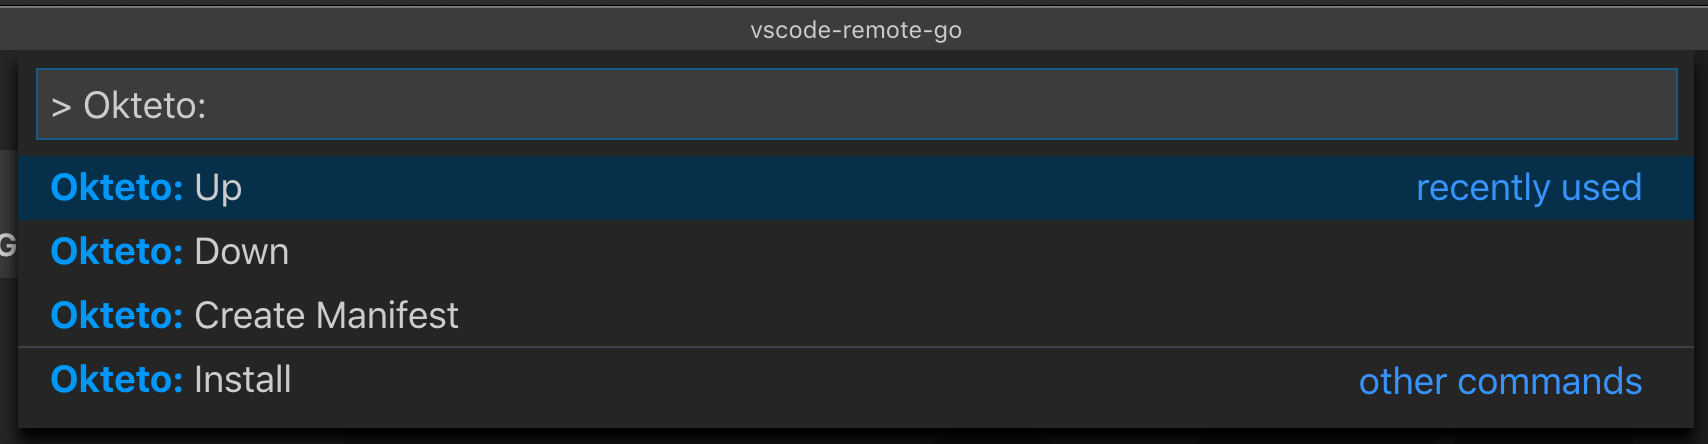 vscode-remote-go
> Okteto:
Okteto: Up recently used
Okteto: Down
G
Okteto: Create Manifest
Okteto: Install other commands